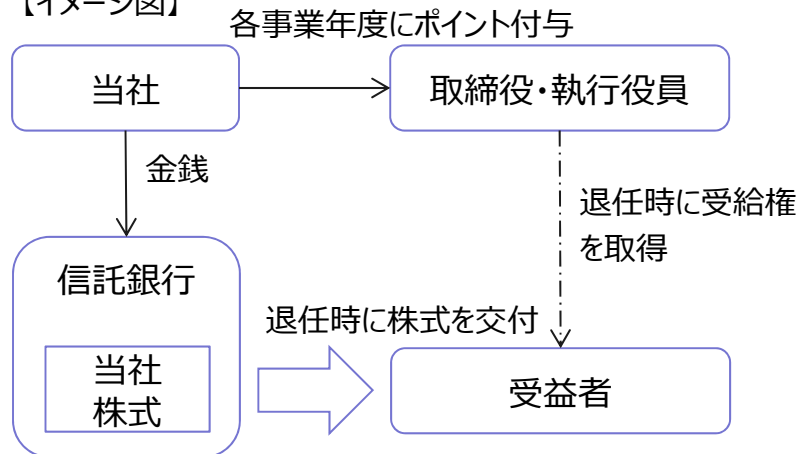 【イメージ図】
各事業年度にポイント付与
当社
取締役・執行役員
金銭
退任時に受給権
を取得
信託銀行
退任時に株式を交付
当社
株式
受益者